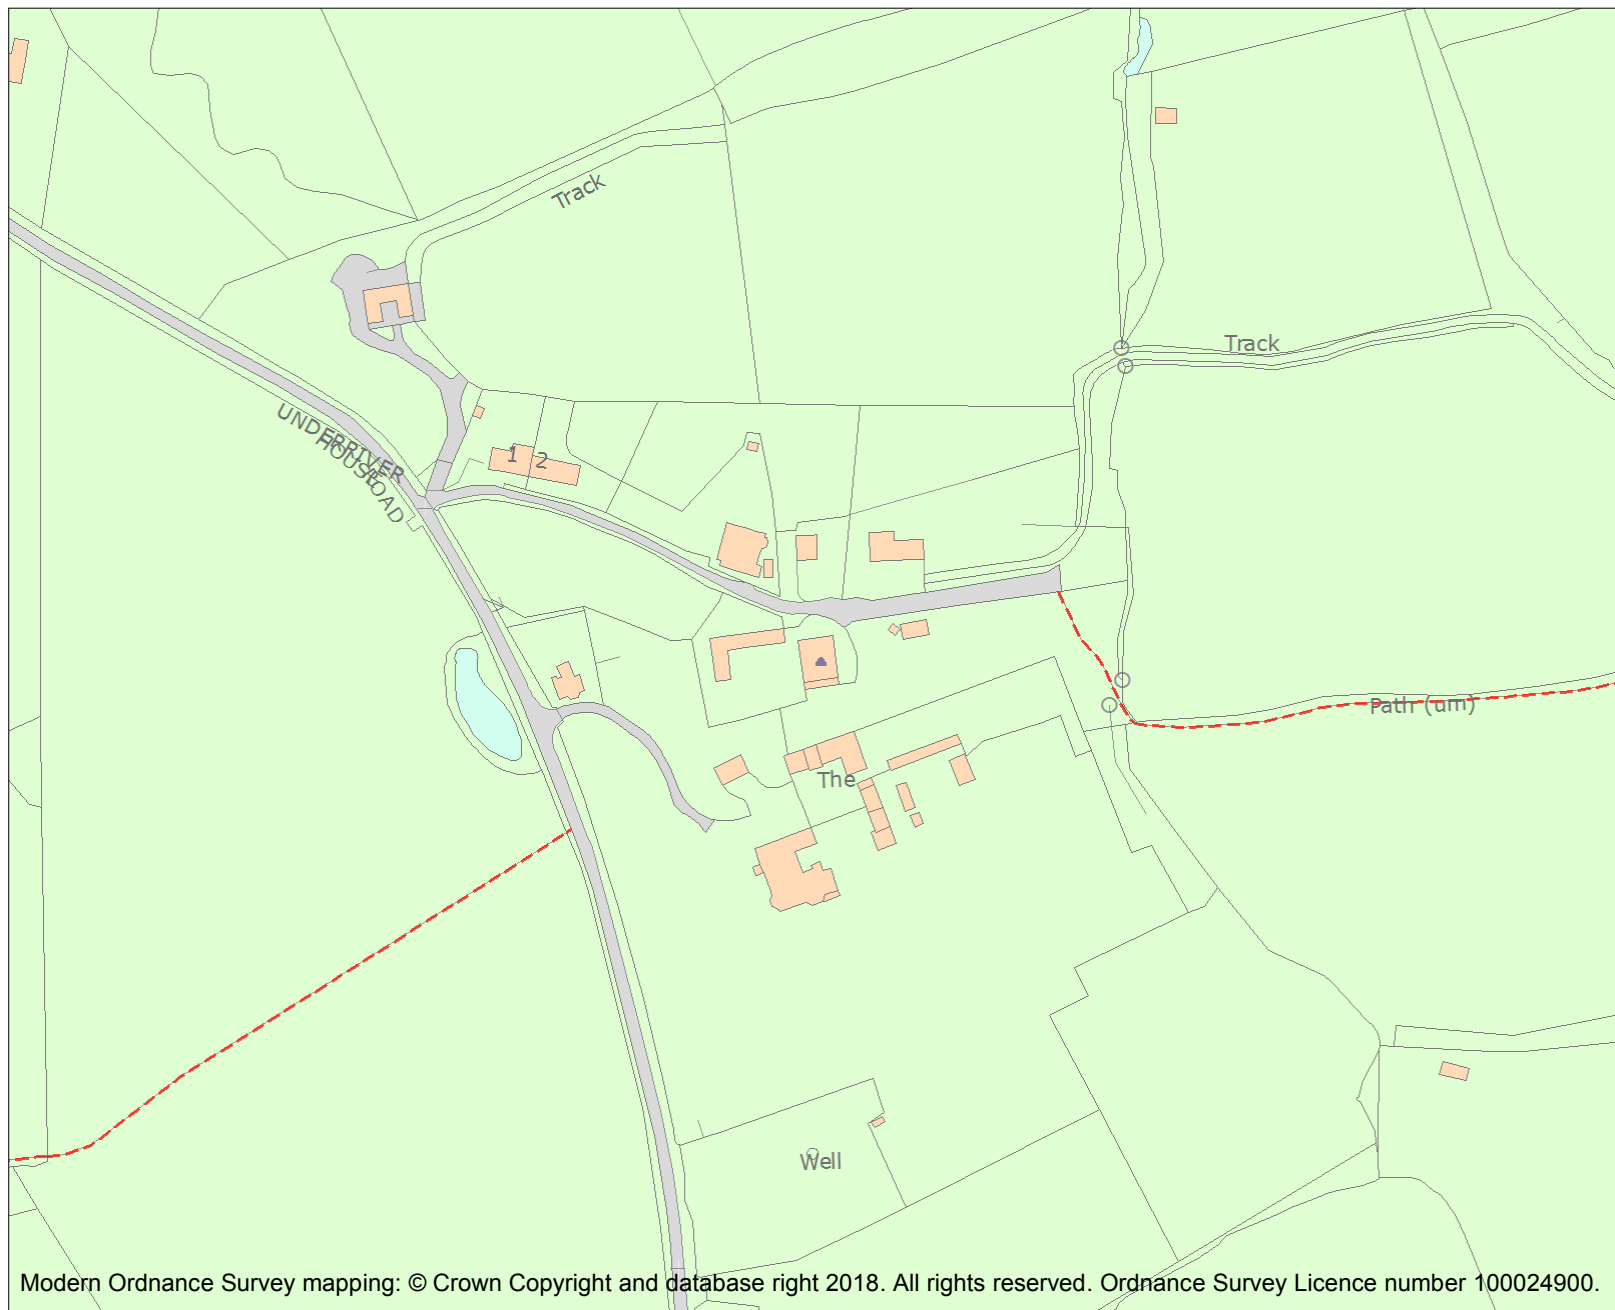 Track
Track
UNDERRIVER
HOUSE
ROAD
1 2
Path (um)
The
Well
Modern Ordnance Survey mapping: © Crown Copyright and database right 2018. All rights reserved. Ordnance Survey Licence number 100024900.